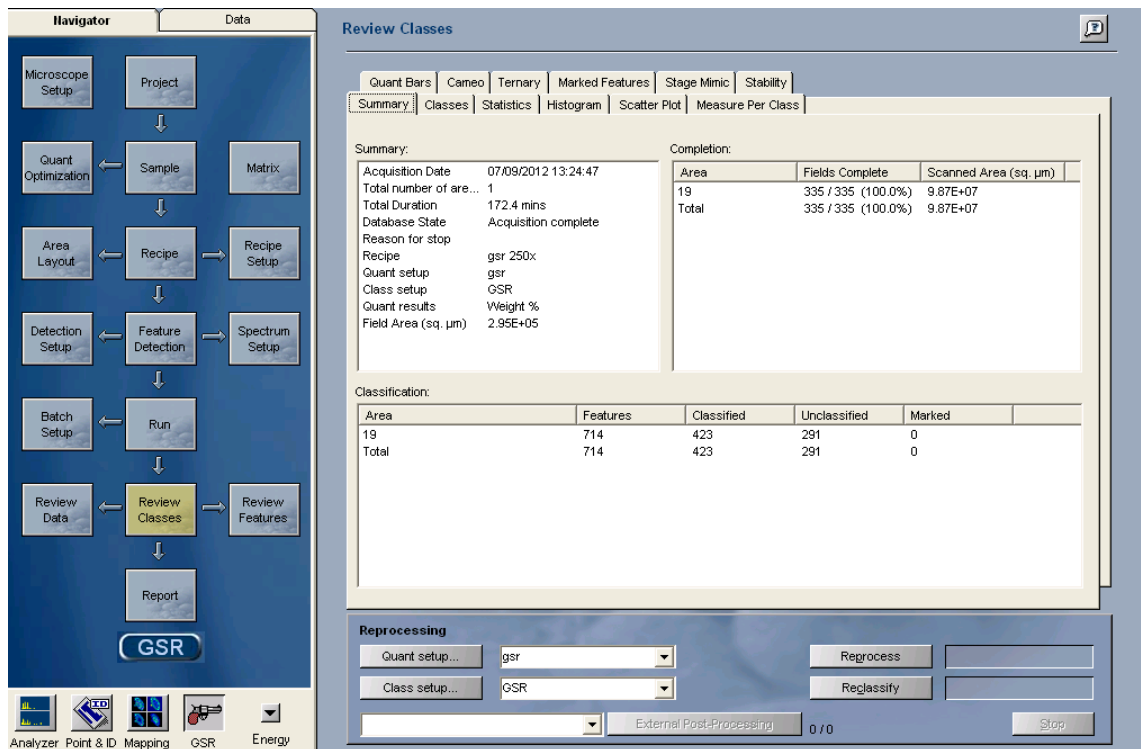 Navigator
Data
Microscope
Setup
Project
Quant
Optimization
Sample
Matrix
Area
Layout
Recipe
Recipe
Setup
Detection
Setup
Feature
Detection
Spectrum
Setup
Batch
Setup
Run
Review
Data
Review
Classes
Review
Features
Report
GSR
Analyzer
Point & ID
Mapping
GSR
Energy
Review Classes
Quant Bars Cameo Ternary Marked Features Stage Mimic Stability
Summary Classes Statistics Histogram Scatter Plot Measure Per Class
Summary:
Acquisition Date 07/09/2012 13:24:47
Total number of are... 1
Total Duration 172.4 mins
Database State Acquisition complete
Reason for stop
Recipe gsr 250x
Quant setup gsr
Class setup GSR
Quant results Weight %
Field Area (sq. µm) 2.95E+05
Completion:
Area Fields Complete Scanned Area (sq. µm)
19 335 / 335 (100.0%) 9.87E+07
Total 335 / 335 (100.0%) 9.87E+07
Classification:
Area Features Classified Unclassified Marked
19 714 423 291 0
Total 714 423 291 0
Reprocessing
Quant setup... gsr Reprocess
Class setup... GSR Reclassify
External Post-Processing 0 / 0 Stop